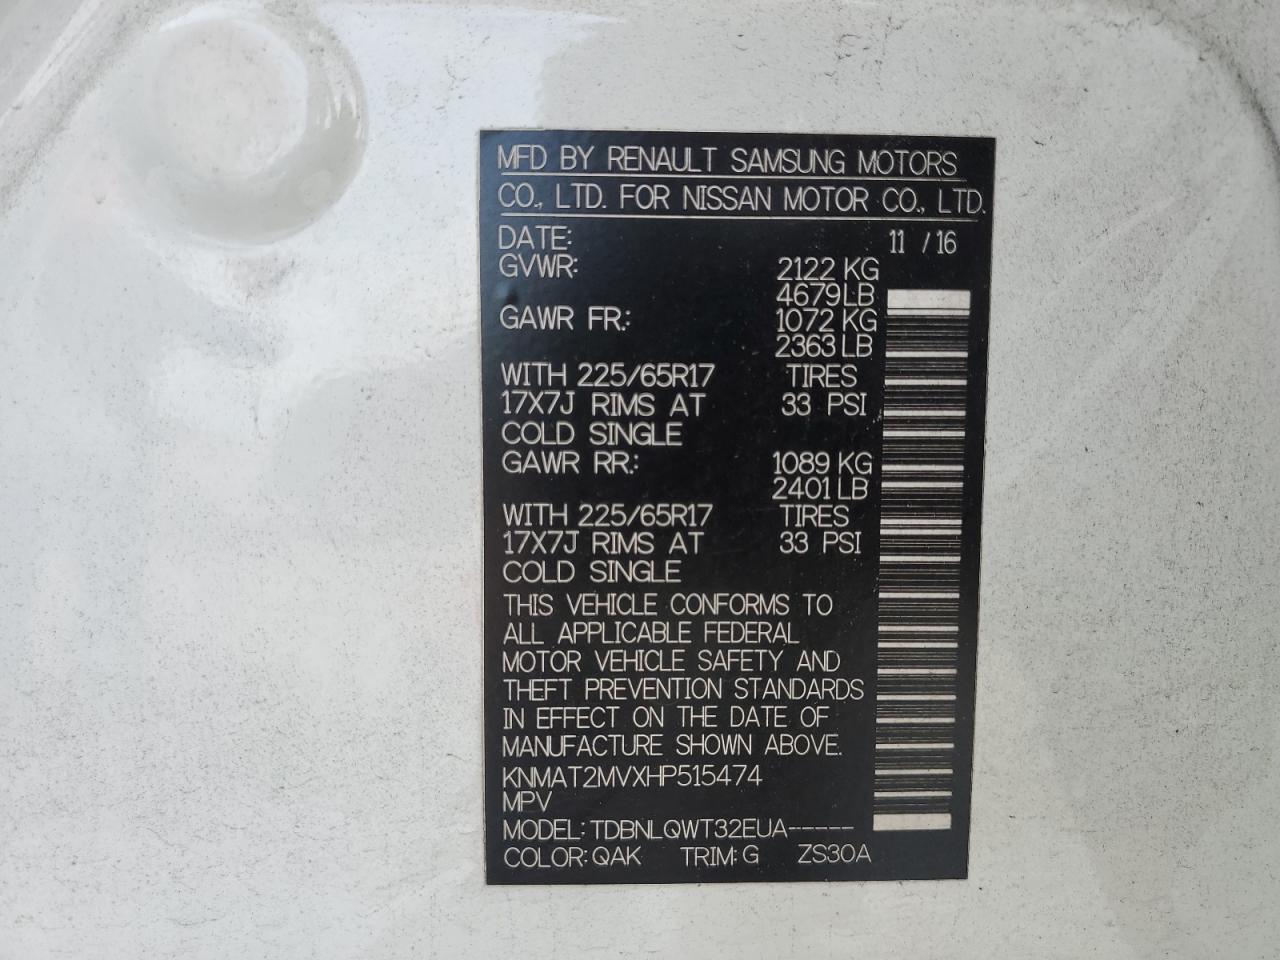 MFD BY RENAULT SAMSUNG MOTORS
CO., LTD. FOR NISSAN MOTOR CO., LTD.
DATE: 11 / 16
GVWR: 2122 KG
4679 LB
GAWR FR.: 1072 KG
2363 LB
WITH 225/65R17 TIRES
17X7J RIMS AT 33 PSI
COLD SINGLE
GAWR RR.: 1089 KG
2401 LB
WITH 225/65R17 TIRES
17X7J RIMS AT 33 PSI
COLD SINGLE
THIS VEHICLE CONFORMS TO
ALL APPLICABLE FEDERAL
MOTOR VEHICLE SAFETY AND
THEFT PREVENTION STANDARDS
IN EFFECT ON THE DATE OF
MANUFACTURE SHOWN ABOVE.
KNMAT2MVXHP515474
MPV
MODEL: TDBNLQWT32EUA-----
COLOR: QAK TRIM: G ZS30A